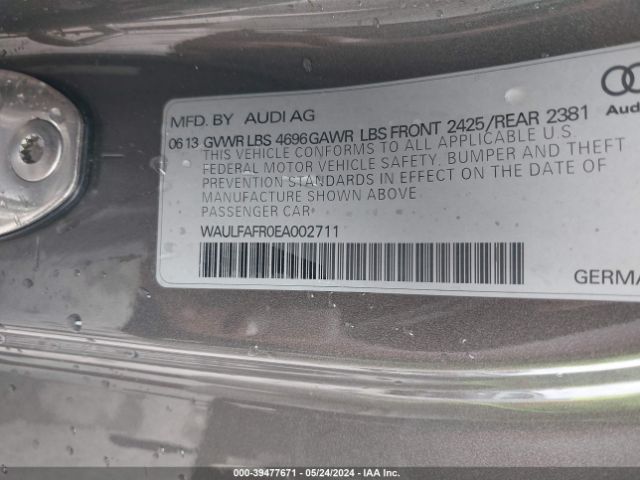 MFD. BY AUDI AG
Aud
06 13 GVWR LBS 4696 GAWR LBS FRONT 2425/REAR 2381
THIS VEHICLE CONFORMS TO ALL APPLICABLE U.S.
FEDERAL MOTOR VEHICLE SAFETY, BUMPER AND THEFT
PREVENTION STANDARDS IN EFFECT ON THE DATE OF
MANUFACTURE SHOWN ABOVE.
PASSENGER CAR
WAULFAFR0EA002711
GERMA
000-39477671 - 05/24/2024 - IAA Inc.